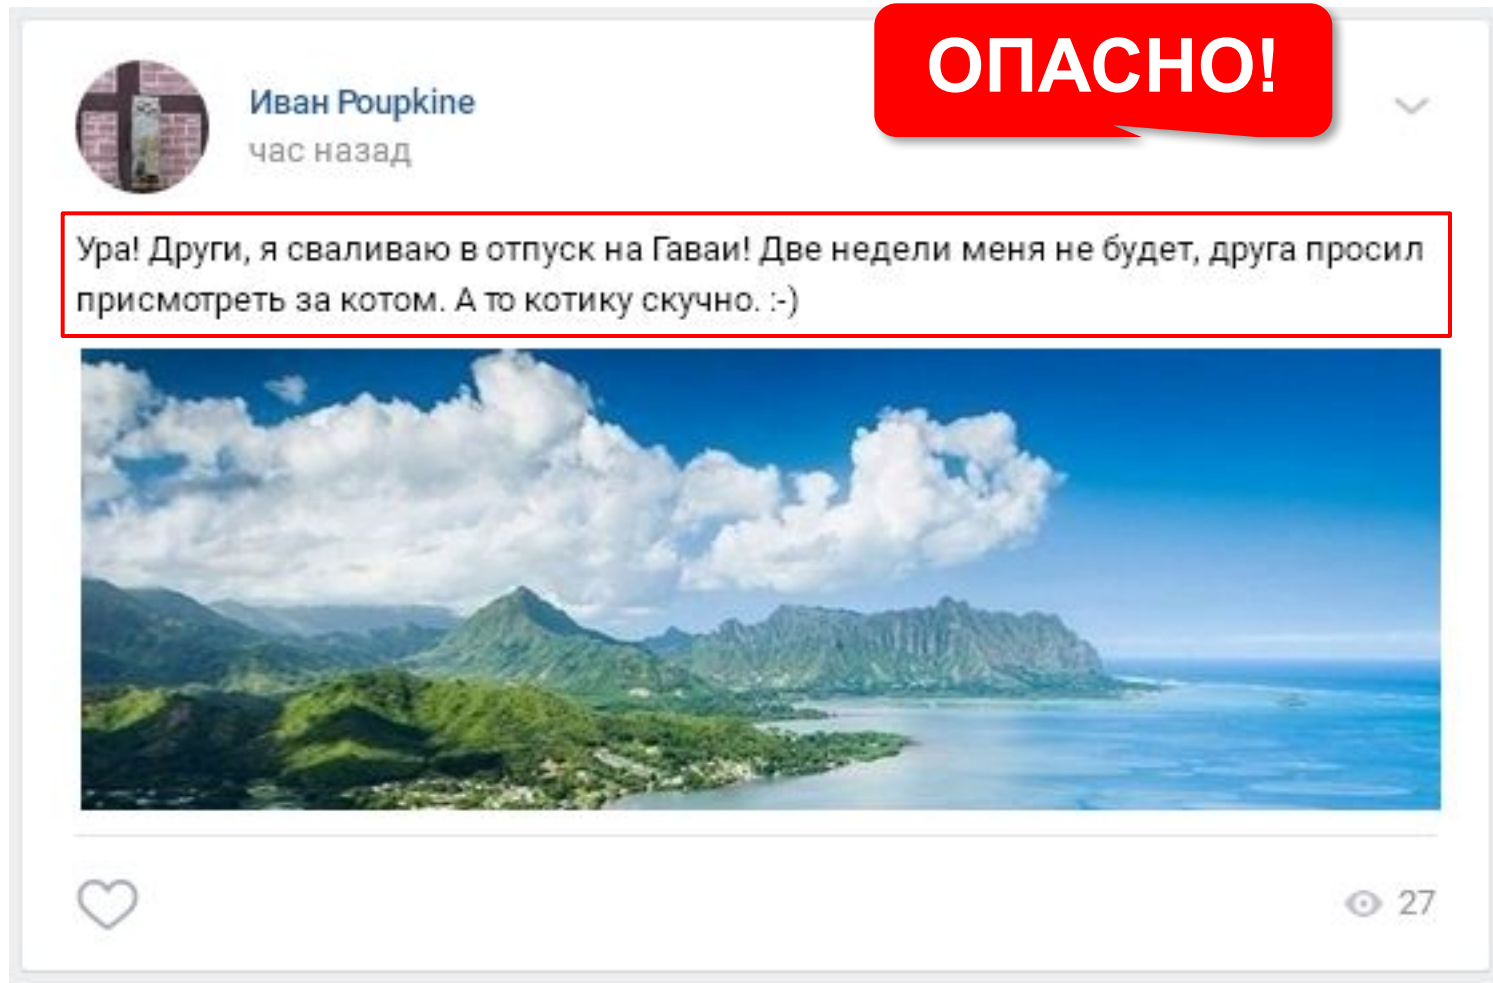 ОПАСНО!
Иван Poupkine
час назад
Ура! Други, я сваливаю в отпуск на Гаваи! Две недели меня не будет, друга просил
присмотреть за котом. А то котику скучно. :-)
27